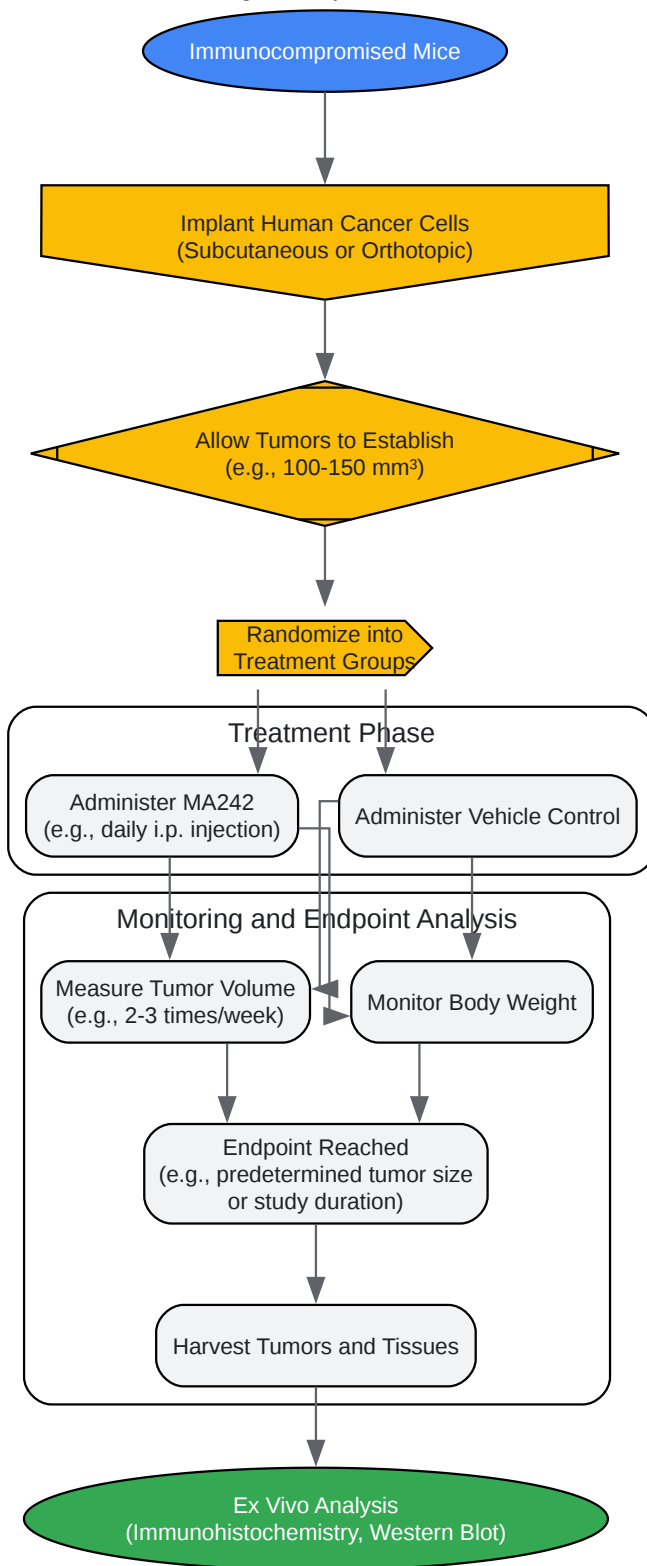 Immunocompromised Mice
Implant Human Cancer Cells
(Subcutaneous or Orthotopic)
Allow Tumors to Establish
(e.g., 100-150 mm³)
Randomize into
Treatment Groups
Treatment Phase
Administer MA242
(e.g., daily i.p. injection)
Administer Vehicle Control
Monitoring and Endpoint Analysis
Measure Tumor Volume
(e.g., 2-3 times/week)
Monitor Body Weight
Endpoint Reached
(e.g., predetermined tumor size
or study duration)
Harvest Tumors and Tissues
Ex Vivo Analysis
(Immunohistochemistry, Western Blot)